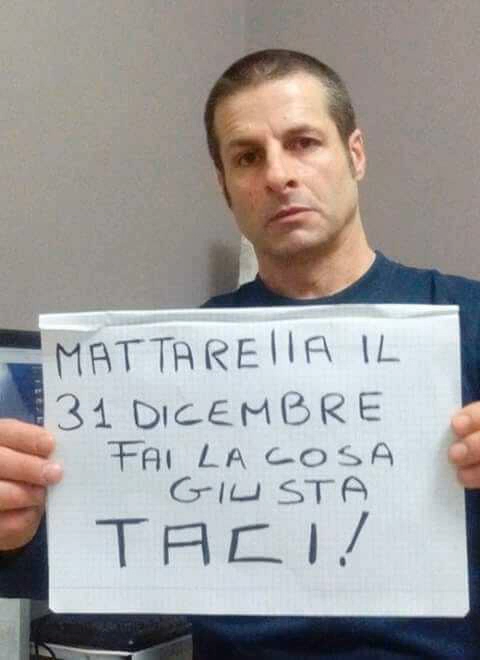 MATTAREllA IL
31 DICEMBRE
FAI LA COSA
GIUSTA
TACI!